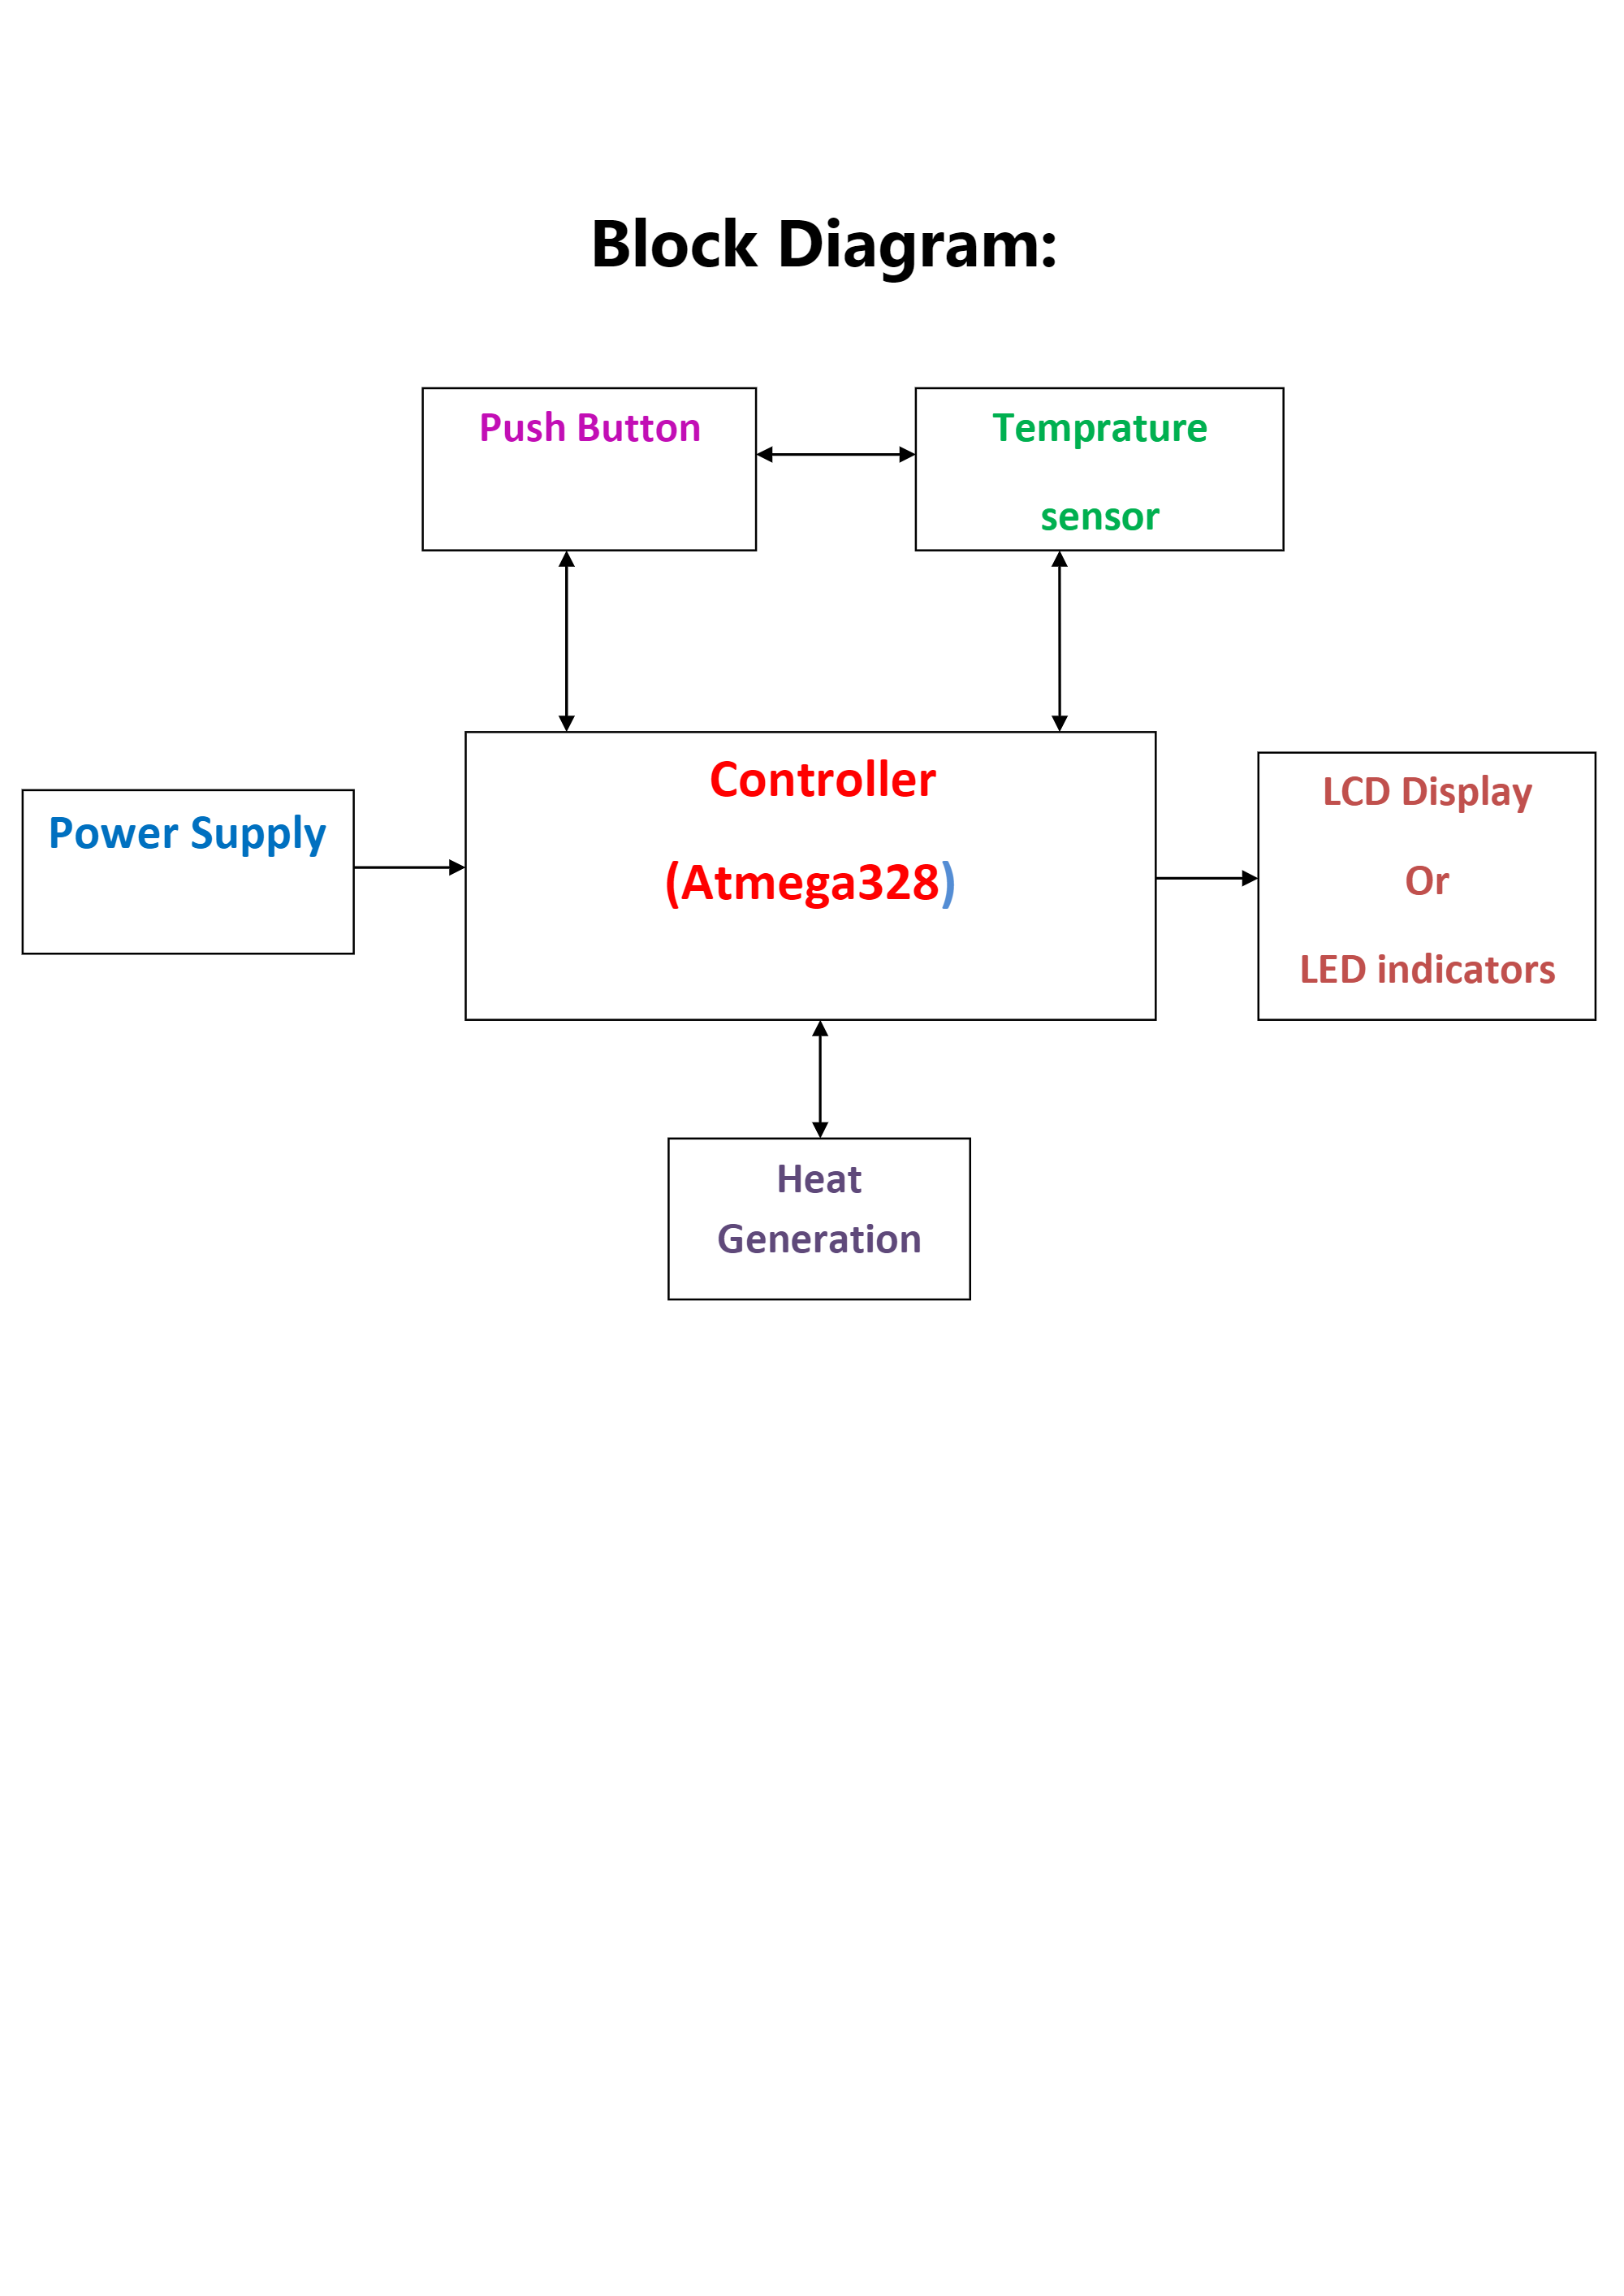 Block Diagram:
Push Button
Temprature
sensor
Power Supply
Controller
(Atmega328)
LCD Display
Or
LED indicators
Heat
Generation